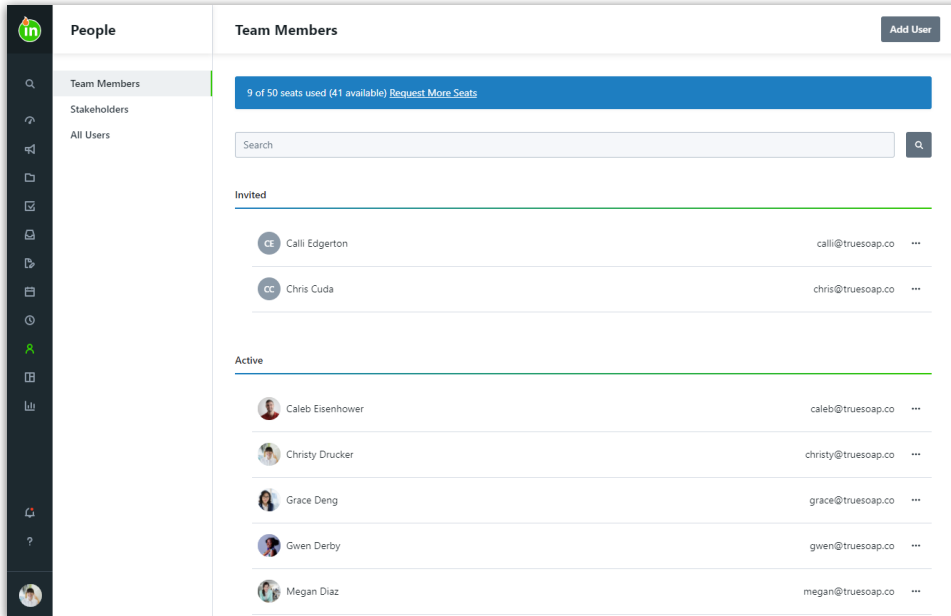 in
People
Team Members
Add User
Team Members
Stakeholders
All Users
9 of 50 seats used (41 available) Request More Seats
Search
Invited
CE Calli Edgerton calli@truesoap.co ...
CC Chris Cuda chris@truesoap.co ...
Active
Caleb Eisenhower caleb@truesoap.co ...
Christy Drucker christy@truesoap.co ...
Grace Deng grace@truesoap.co ...
Gwen Derby gwen@truesoap.co ...
Megan Diaz megan@truesoap.co ...
?